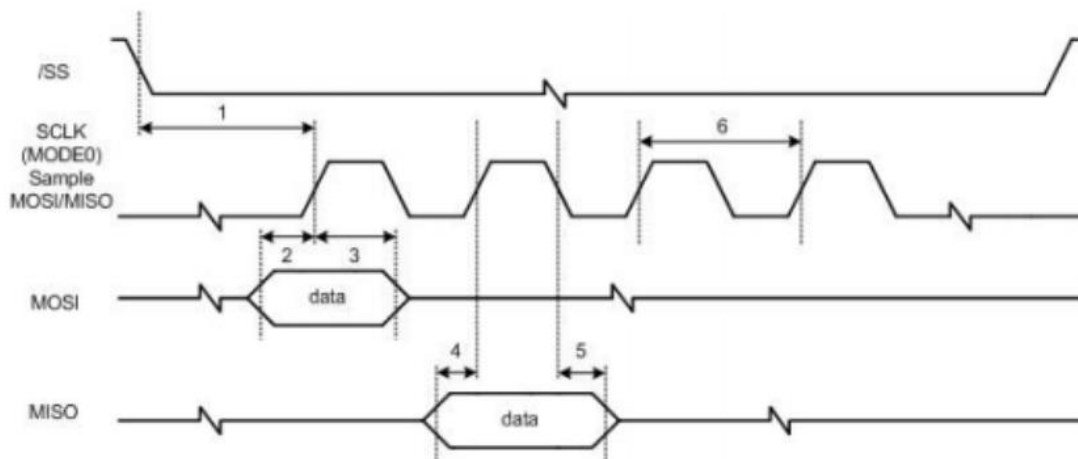 /SS
1
SCLK
(MODE0)
Sample
MOSI/MISO
6
2
3
MOSI
data
4
5
MISO
data